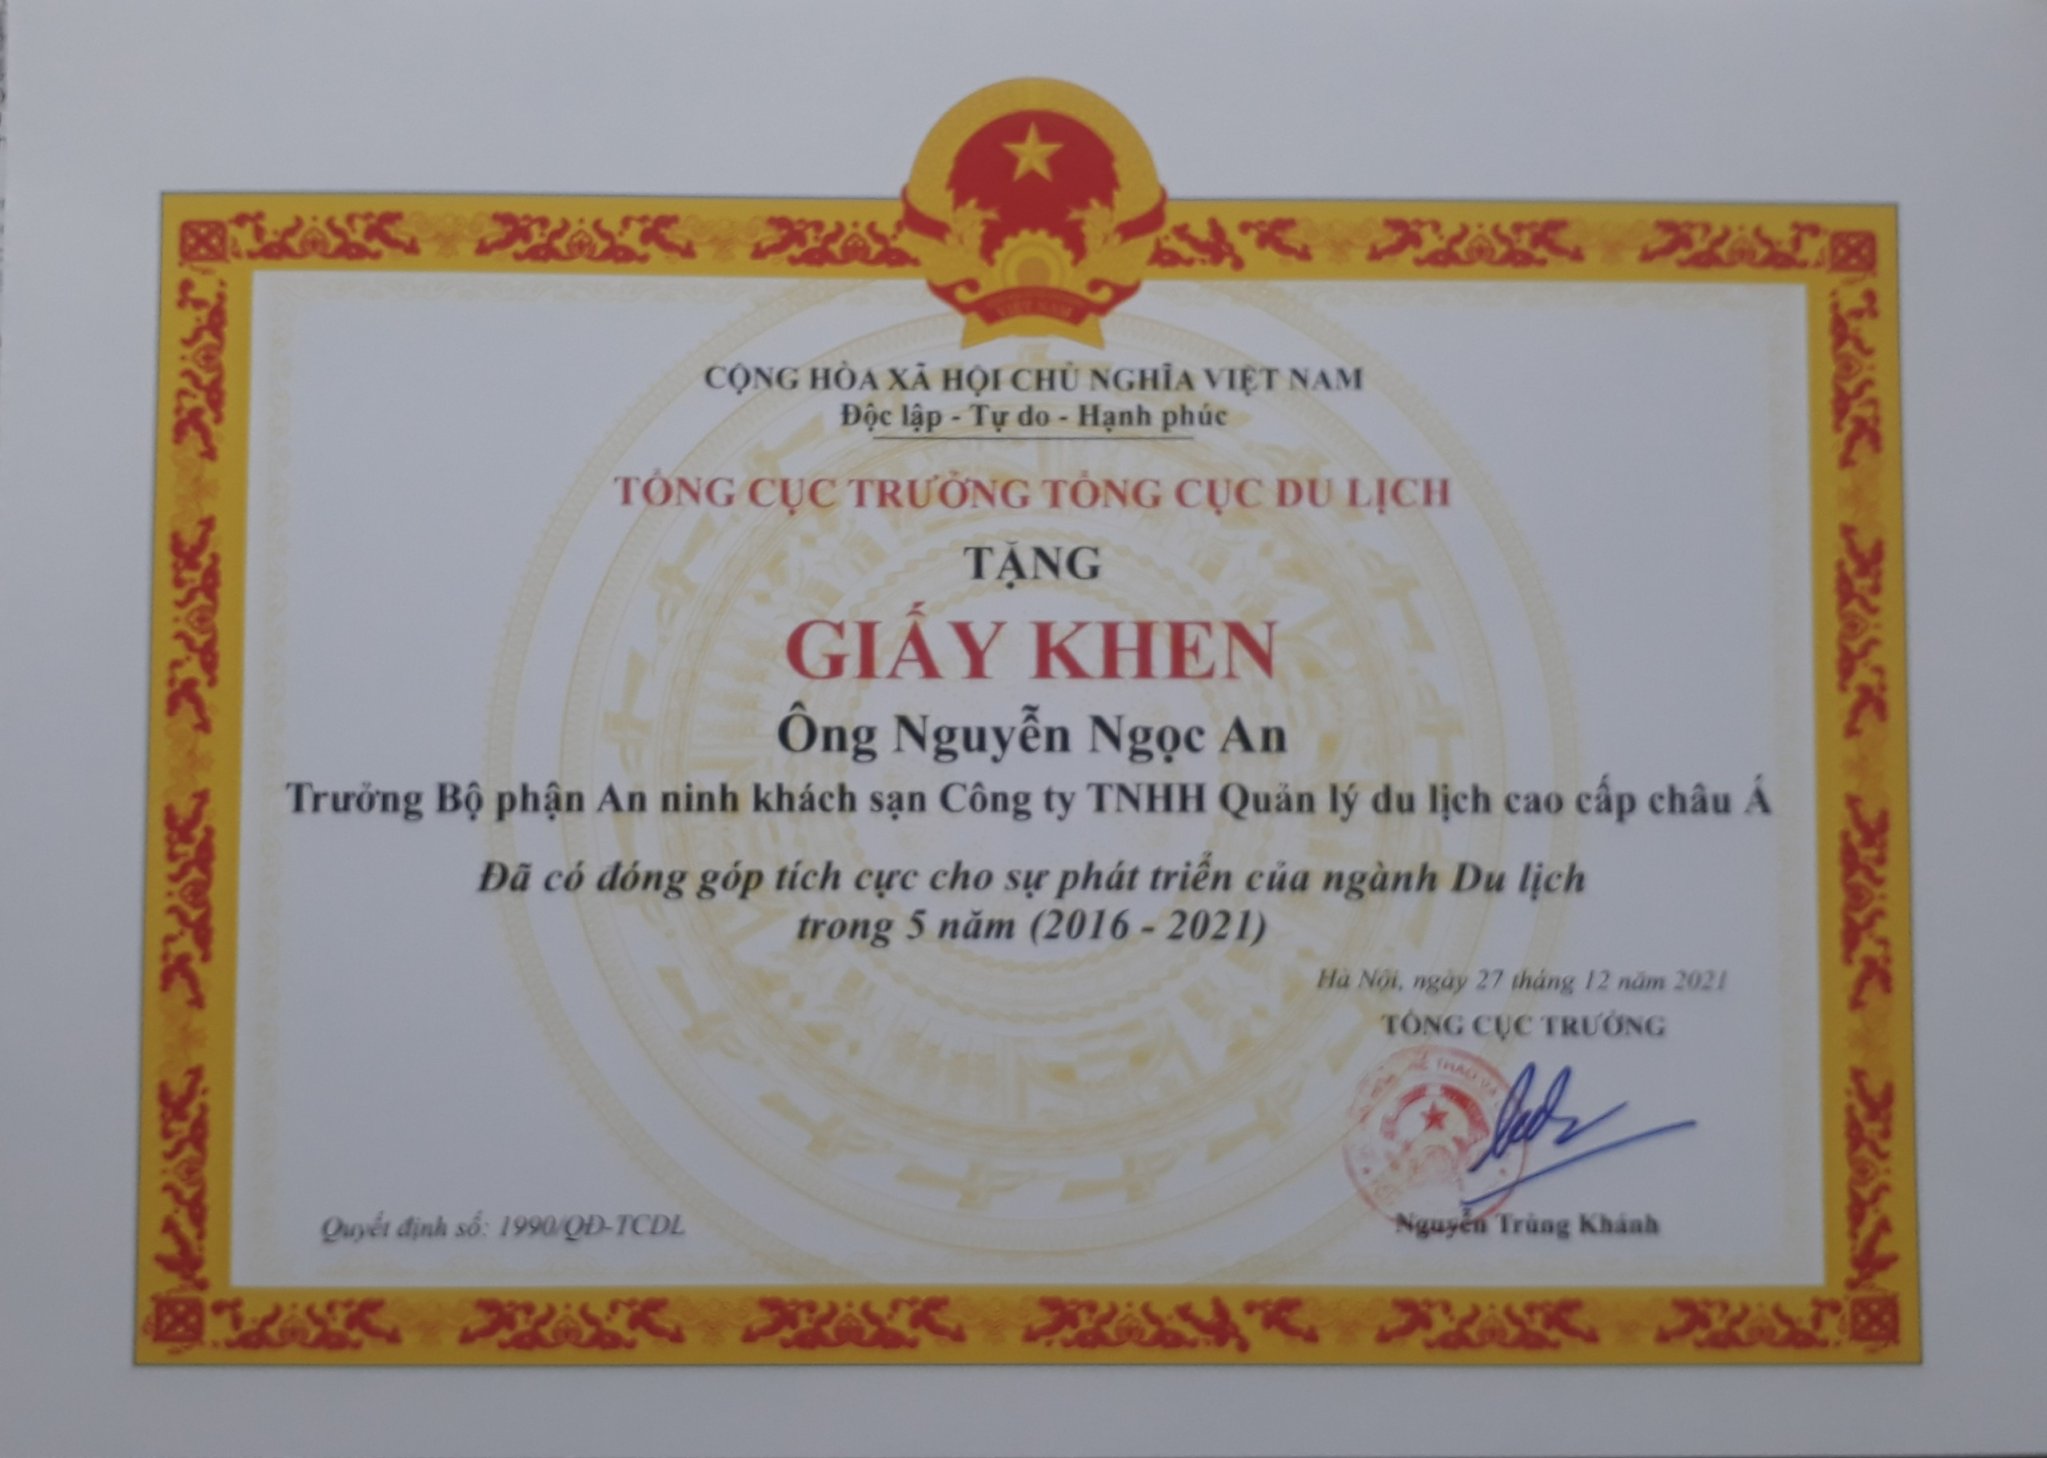 VIỆT NAM
CỘNG HÒA XÃ HỘI CHỦ NGHĨA VIỆT NAM
Độc lập - Tự do - Hạnh phúc
TỔNG CỤC TRƯỞNG TỔNG CỤC DU LỊCH
TẶNG
GIẤY KHEN
Ông Nguyễn Ngọc An
Trưởng Bộ phận An ninh khách sạn Công ty TNHH Quản lý du lịch cao cấp châu Á
Đã có đóng góp tích cực cho sự phát triển của ngành Du lịch
trong 5 năm (2016 - 2021)
Hà Nội, ngày 27 tháng 12 năm 2021
TỔNG CỤC TRƯỞNG
THAO VÀ
Quyết định số: 1990/QĐ-TCDL
Nguyễn Trùng Khánh